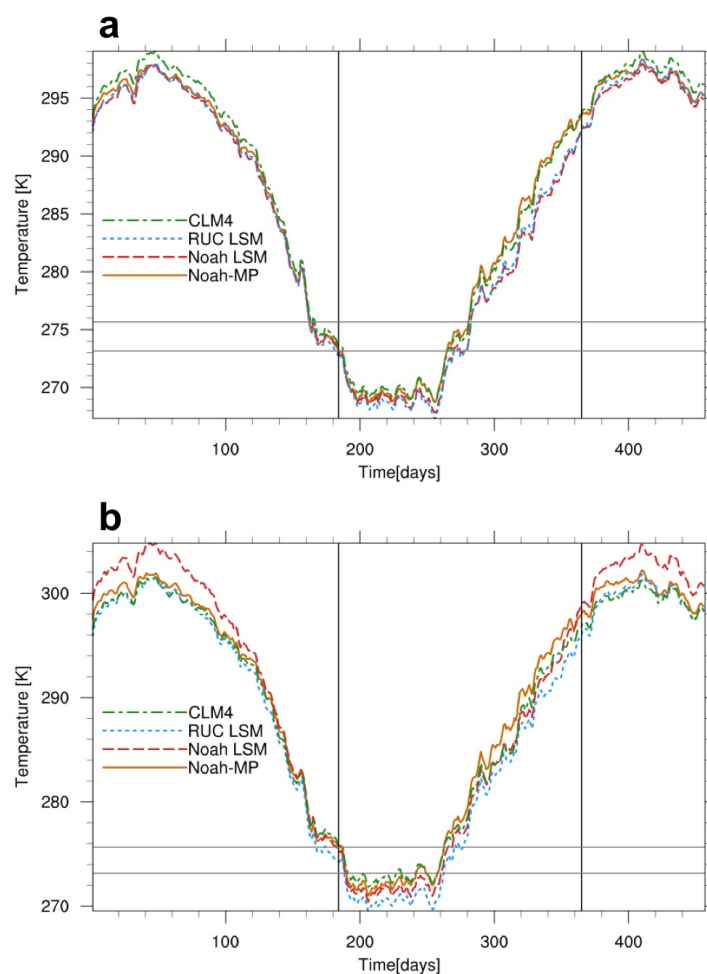 a
Temperature [K]
295
290
285
280
275
270
CLM4
RUC LSM
Noah LSM
Noah-MP
100 200 300 400
Time[days]
b
Temperature [K]
300
290
280
270
CLM4
RUC LSM
Noah LSM
Noah-MP
100 200 300 400
Time[days]